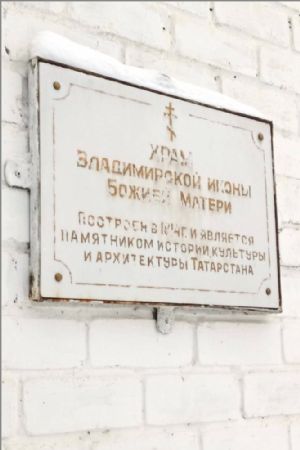 ХРАМ
ВЛАДИМИРСКОЙ ИКОНЫ
БОЖИЕЙ МАТЕРИ
ПОСТРОЕН В И ЯВЛЯЕТСЯ
ПАМЯТНИКОМ ИСТОРИИ КУЛЬТУРЫ
И АРХИТЕКТУРЫ ТАТАРСТАНА